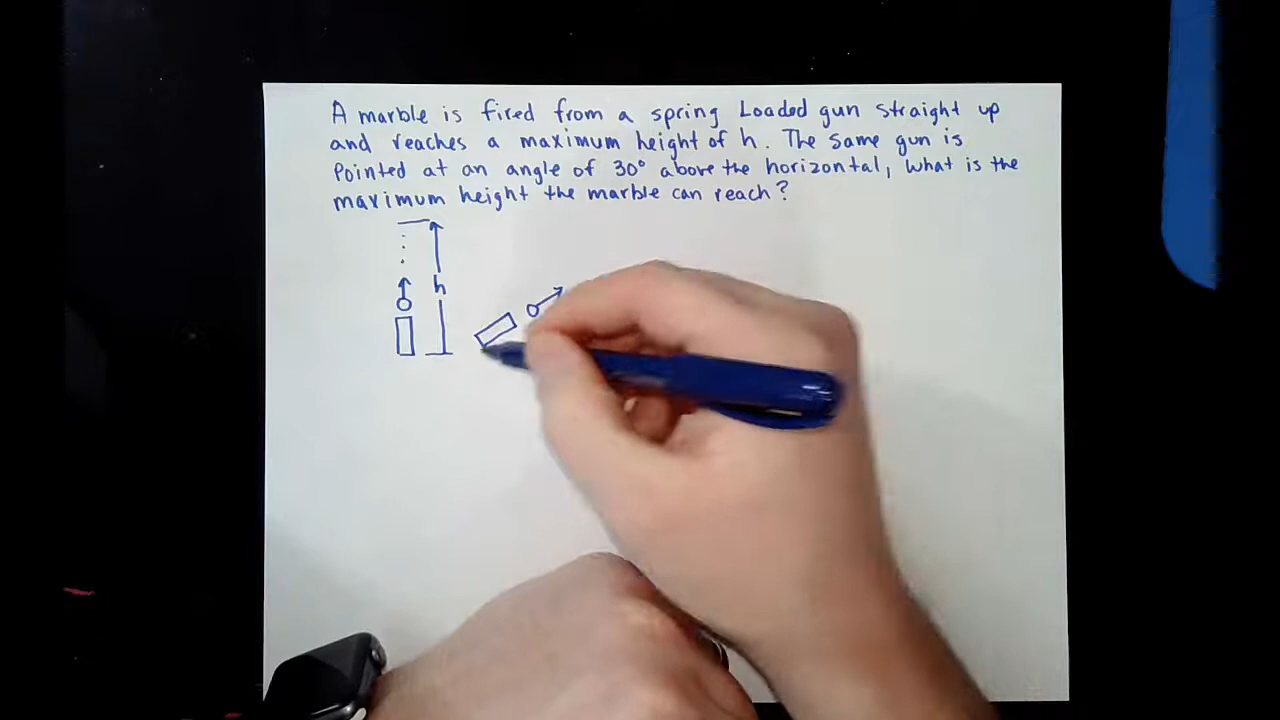 A marble is fired from a spring Loaded gun straight up
and reaches a maximum height of h. The same gun is
Pointed at an angle of 30° above the horizontal, what is the
maximum height the marble can reach?
h